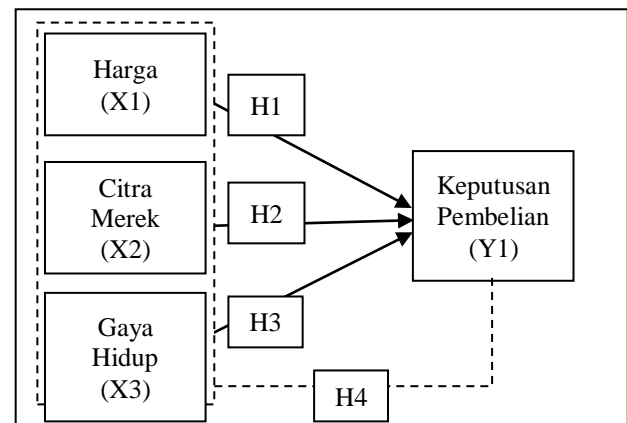 Harga
(X1)
H1
Citra
Merek
(X2)
H2
Keputusan
Pembelian
(Y1)
Gaya
Hidup
(X3)
H3
H4